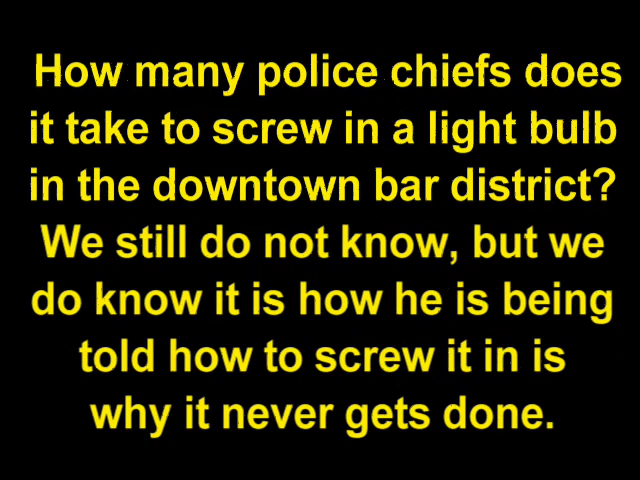 How many police chiefs does
it take to screw in a light bulb
in the downtown bar district?
We still do not know, but we
do know it is how he is being
told how to screw it in is
why it never gets done.